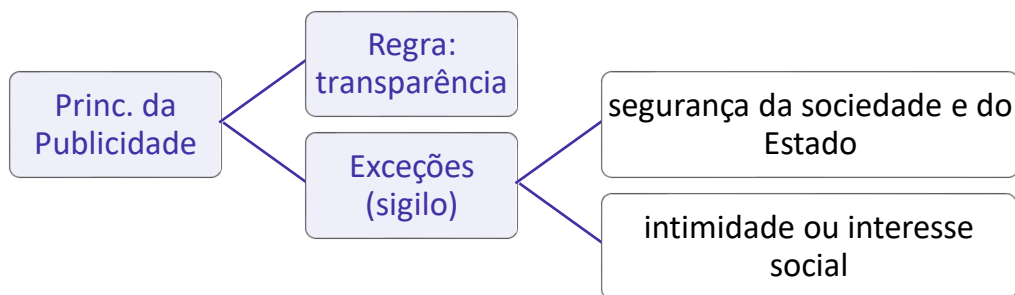 Princ. da
Publicidade
Regra:
transparência
Exceções
(sigilo)
segurança da sociedade e do
Estado
intimidade ou interesse
social